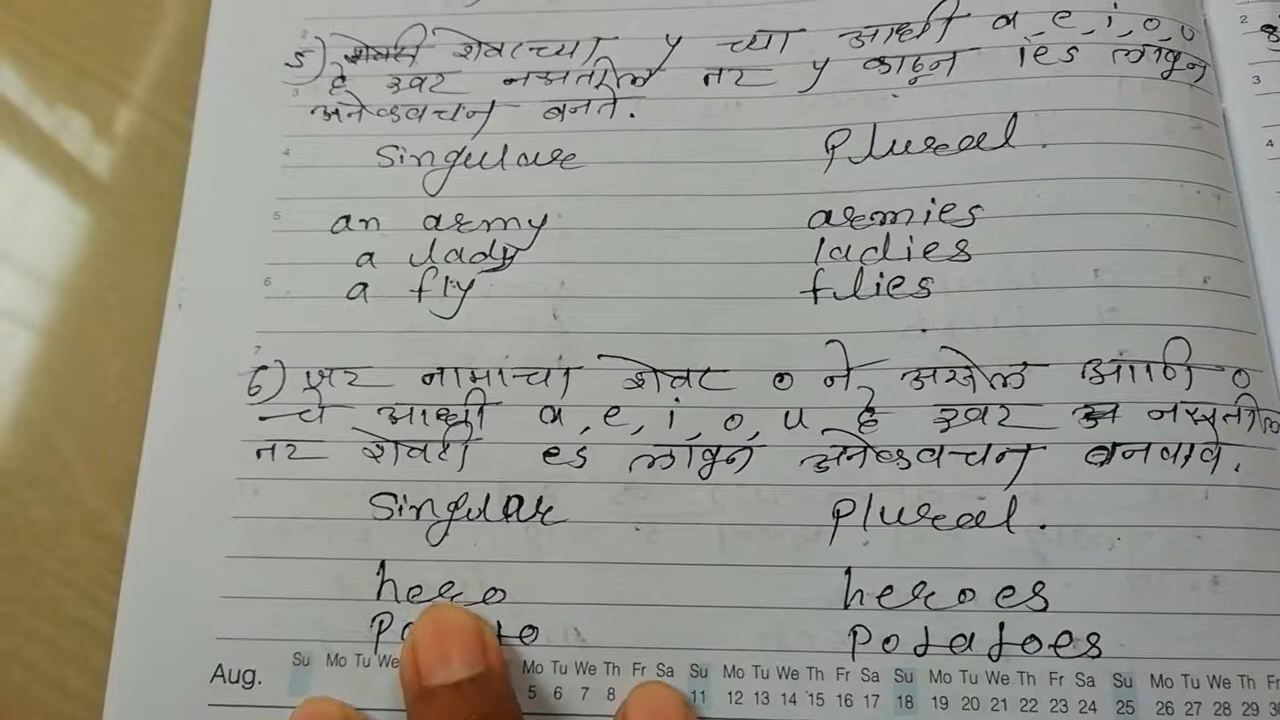 5) शेवटच्या y च्या आधी a, e, i, o, u
हे स्वर नसतील तर y काढून ies लावून
अनेकवचन बनते.
Singular Plural.
an army armies
a lady ladies
a fly flies
6) जर नामांचा शेवट o ने असेल आणि o
चे आधी a, e, i, o, u हे स्वर नसतील
तर शेवटी es लावून अनेकवचन बनवावे.
Singular Plural.
hero heroes
potatoes
Aug. Su Mo Tu We Mo Tu We Th Fr Sa Su Mo Tu We Th Fr Sa Su Mo Tu We Th Fr Sa Su Mo Tu We Th Fr
5 6 7 8 11 12 13 14 15 16 17 18 19 20 21 22 23 24 25 26 27 28 29